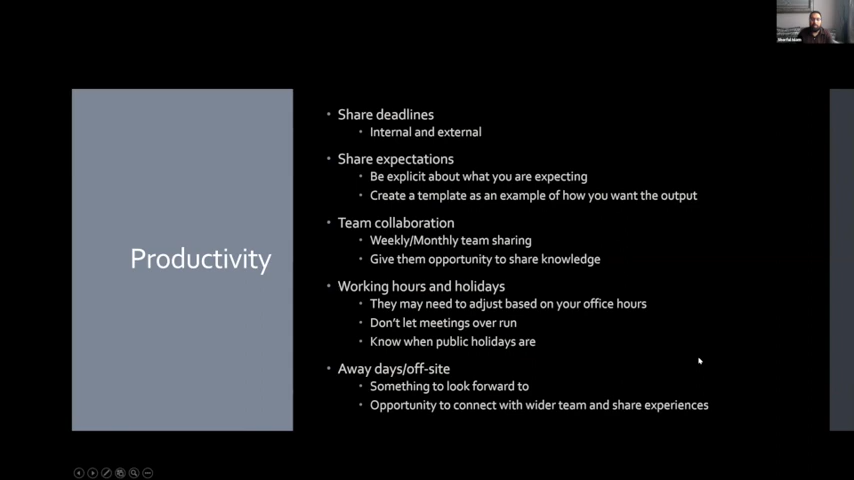 Productivity
Share deadlines
Internal and external
Share expectations
Be explicit about what you are expecting
Create a template as an example of how you want the output
Team collaboration
Weekly/Monthly team sharing
Give them opportunity to share knowledge
Working hours and holidays
They may need to adjust based on your office hours
Don't let meetings over run
Know when public holidays are
Away days/off-site
Something to look forward to
Opportunity to connect with wider team and share experiences